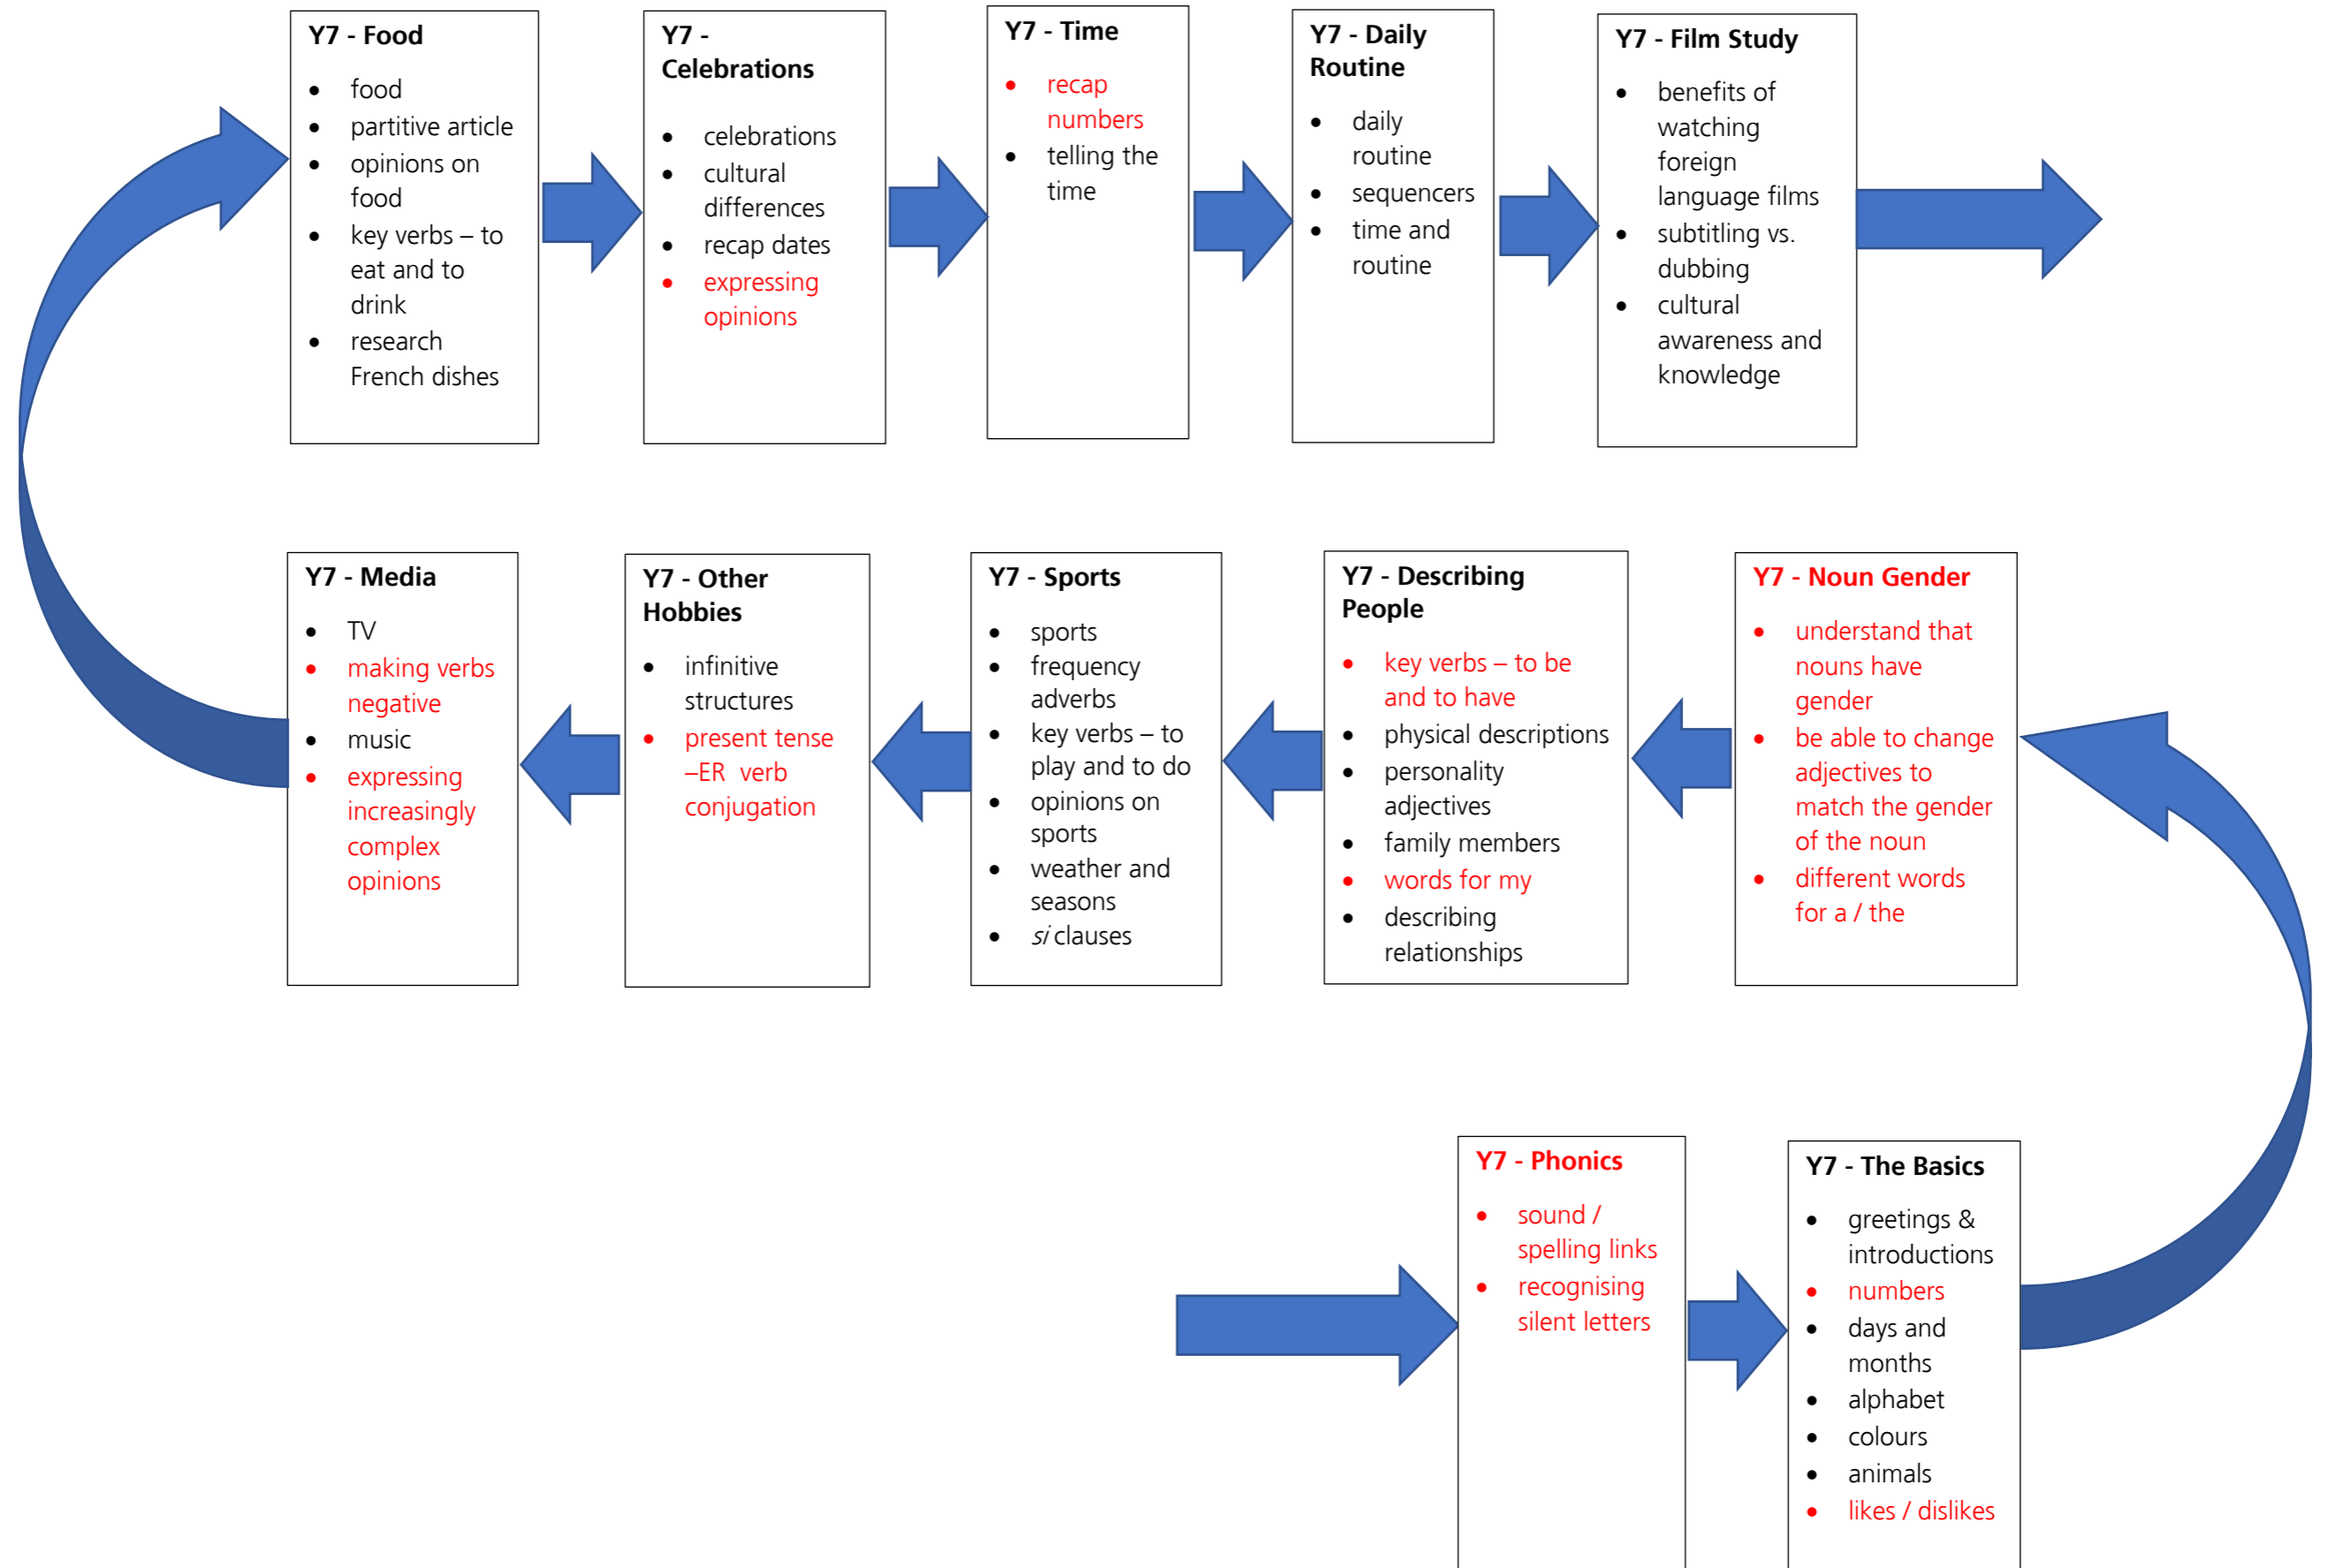 Y7 - Food
• food
• partitive article
• opinions on
food
• key verbs – to
eat and to
drink
• research
French dishes
Y7 -
Celebrations
• celebrations
• cultural
differences
• recap dates
• expressing
opinions
Y7 - Time
• recap
numbers
• telling the
time
Y7 - Daily
Routine
• daily
routine
• sequencers
• time and
routine
Y7 - Film Study
• benefits of
watching
foreign
language films
• subtitling vs.
dubbing
• cultural
awareness and
knowledge
Y7 - Media
• TV
• making verbs
negative
• music
• expressing
increasingly
complex
opinions
Y7 - Other
Hobbies
• infinitive
structures
• present tense
–ER verb
conjugation
Y7 - Sports
• sports
• frequency
adverbs
• key verbs – to
play and to do
• opinions on
sports
• weather and
seasons
• si clauses
Y7 - Describing
People
• key verbs – to be
and to have
• physical descriptions
• personality
adjectives
• family members
• words for my
• describing
relationships
Y7 - Noun Gender
• understand that
nouns have
gender
• be able to change
adjectives to
match the gender
of the noun
• different words
for a / the
Y7 - Phonics
• sound /
spelling links
• recognising
silent letters
Y7 - The Basics
• greetings &
introductions
• numbers
• days and
months
• alphabet
• colours
• animals
• likes / dislikes